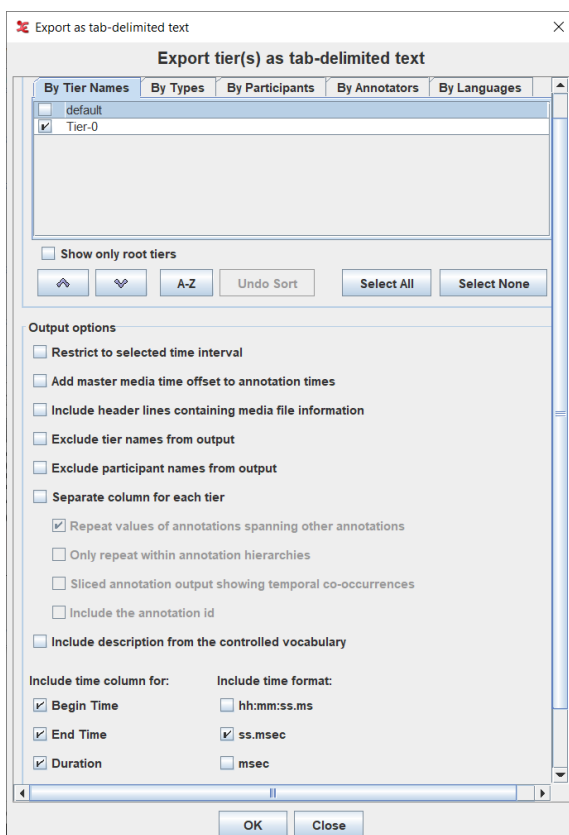 Export as tab-delimited text
Export tier(s) as tab-delimited text
By Tier Names By Types By Participants By Annotators By Languages
default
Tier-0
Show only root tiers
A-Z Undo Sort Select All Select None
Output options
Restrict to selected time interval
Add master media time offset to annotation times
Include header lines containing media file information
Exclude tier names from output
Exclude participant names from output
Separate column for each tier
Repeat values of annotations spanning other annotations
Only repeat within annotation hierarchies
Sliced annotation output showing temporal co-occurrences
Include the annotation id
Include description from the controlled vocabulary
Include time column for: Include time format:
Begin Time hh:mm:ss.ms
End Time ss.msec
Duration msec
OK Close